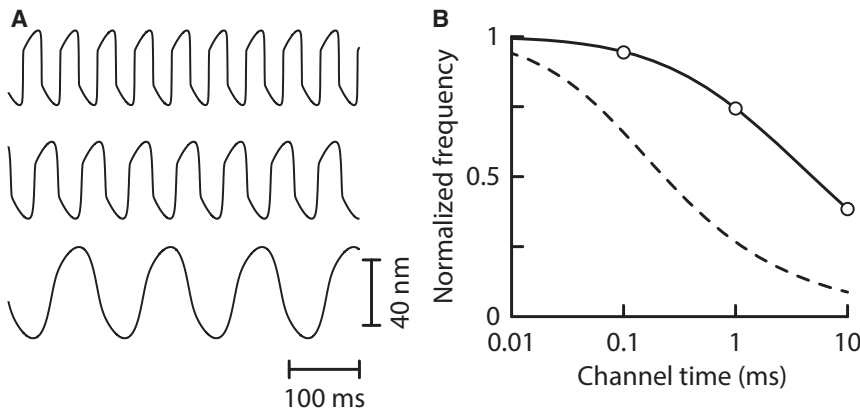 A
40 nm
100 ms
B
Normalized frequency
1
0.5
0
0.01
0.1
1
10
Channel time (ms)